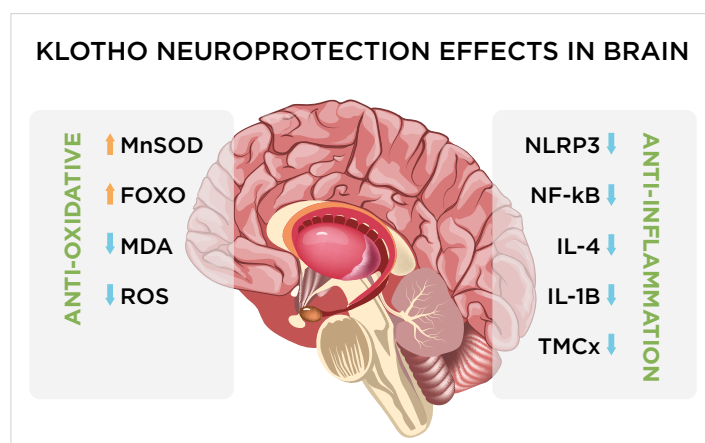 KLOTHO NEUROPROTECTION EFFECTS IN BRAIN
ANTI-OXIDATIVE
MnSOD
FOXO
MDA
ROS
NLRP3
NF-kB
IL-4
IL-1B
TMCx
ANTI-INFLAMMATION